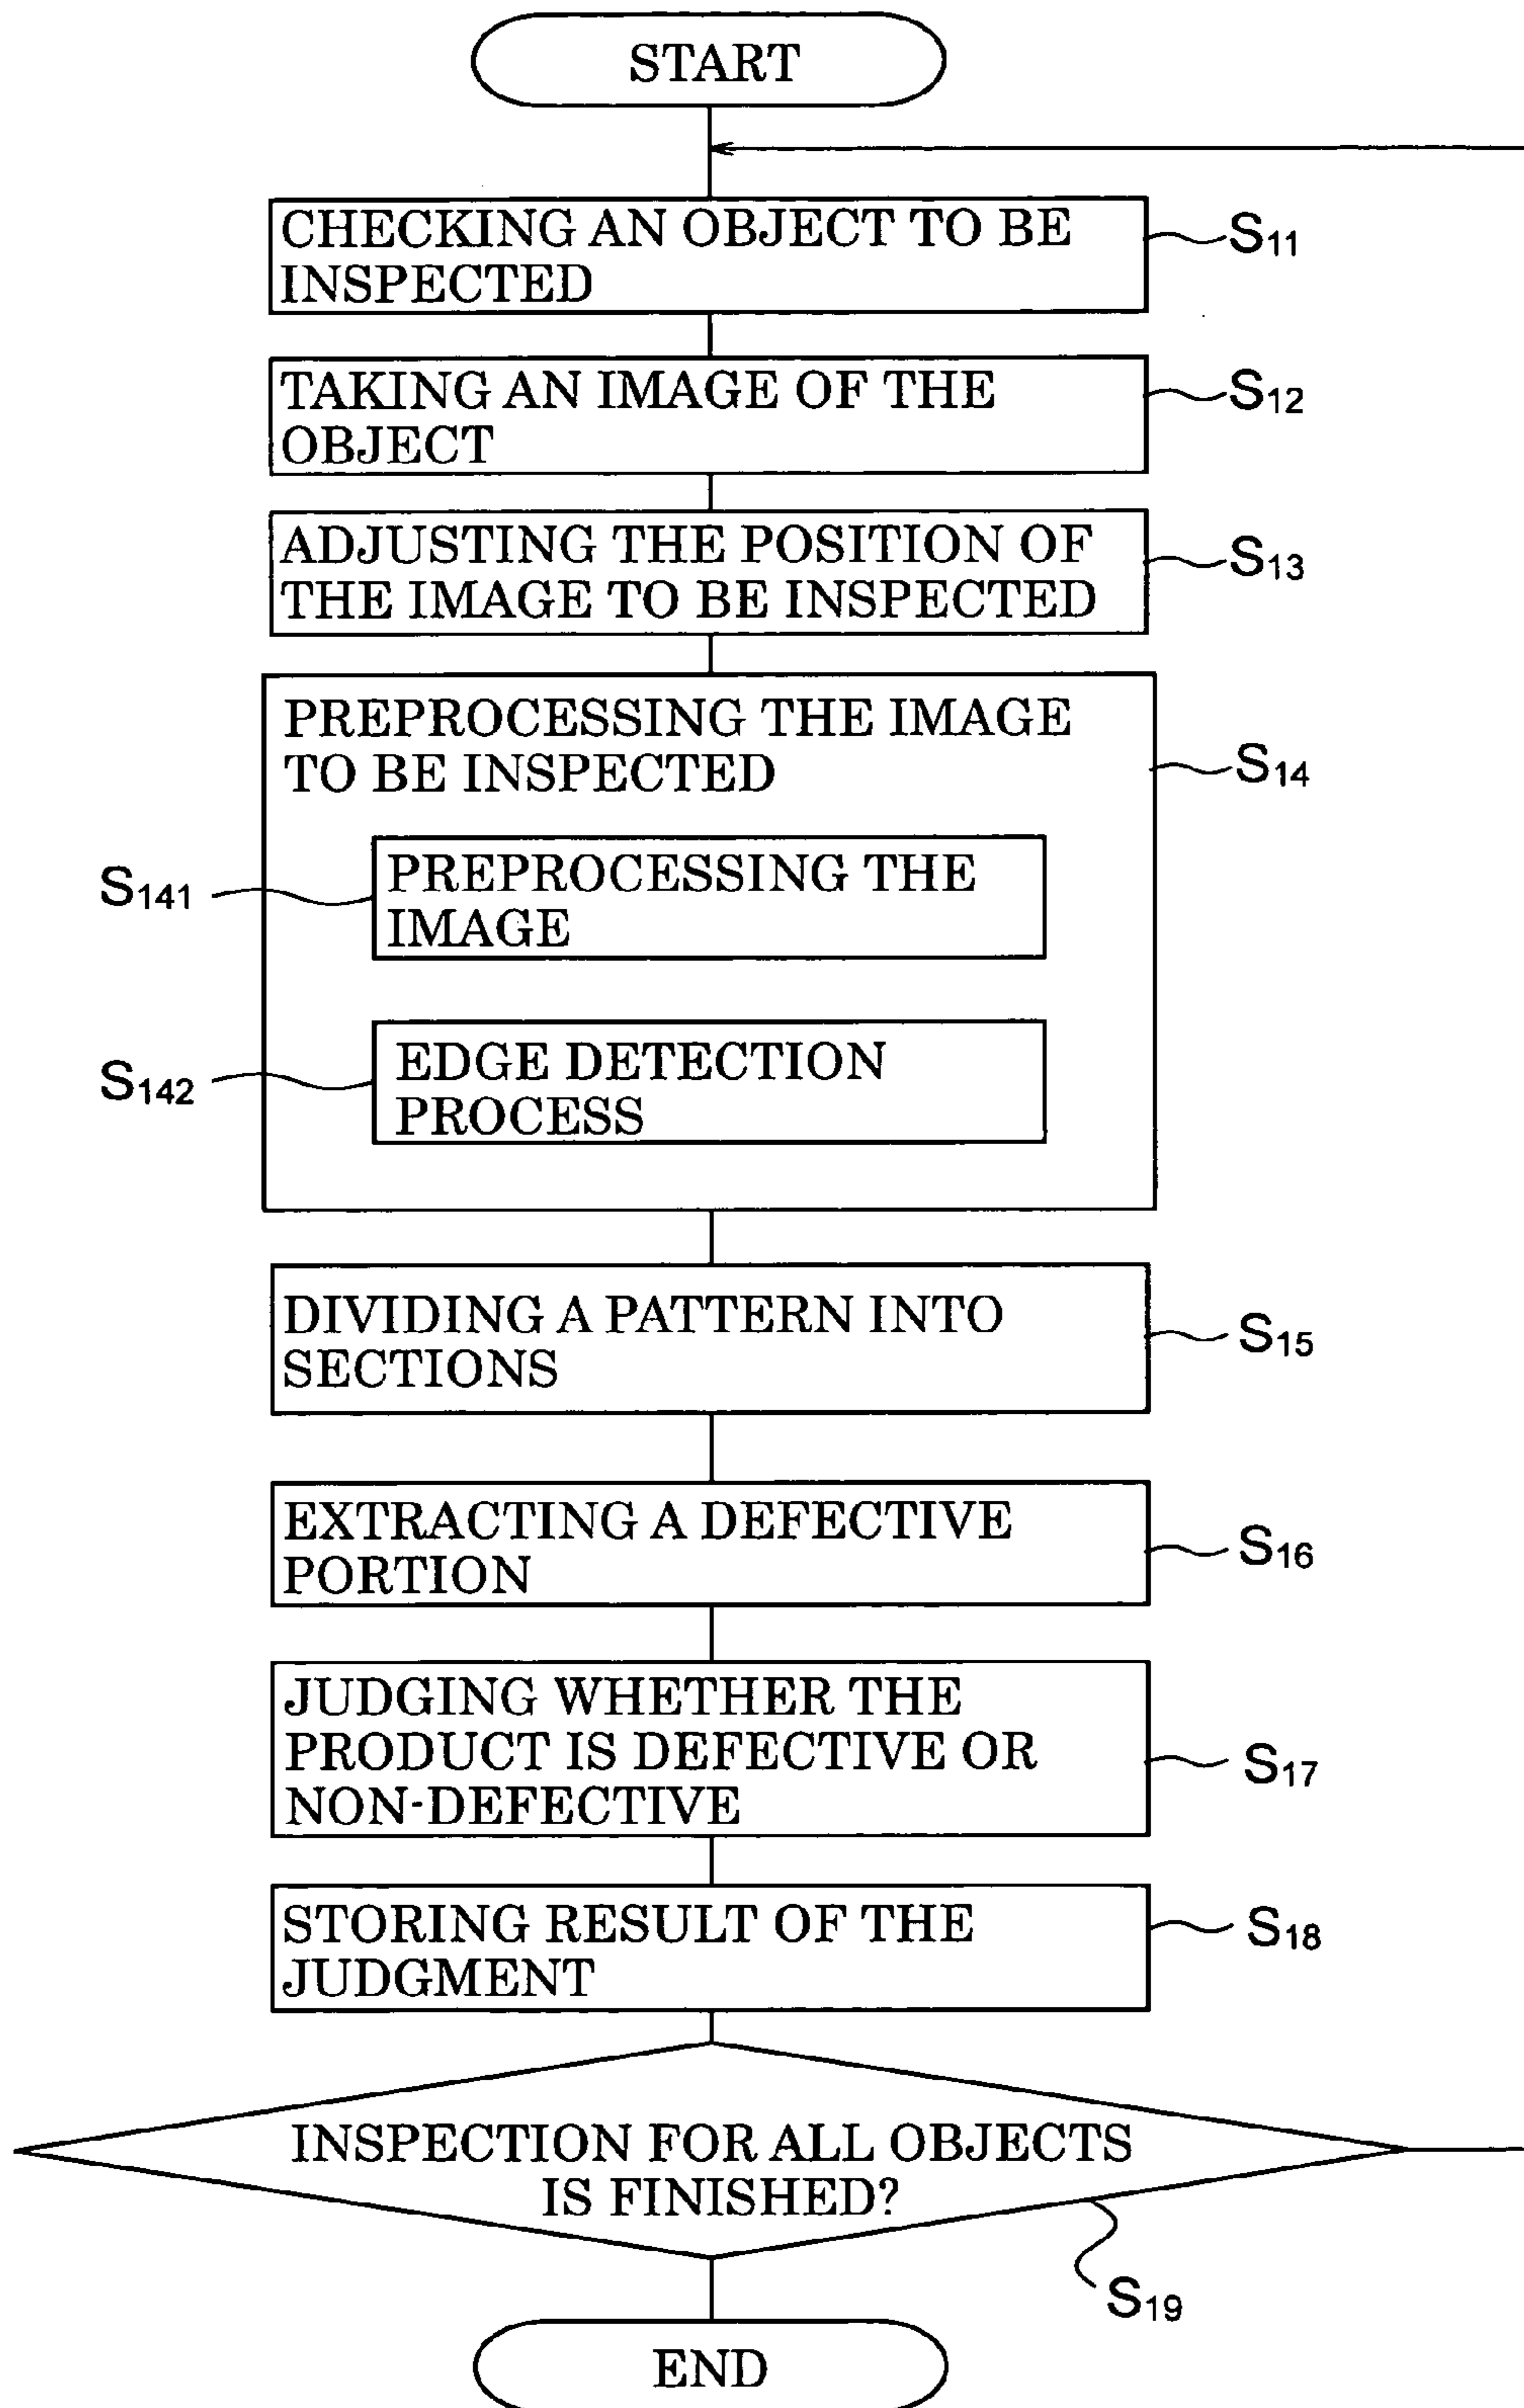 START
CHECKING AN OBJECT TO BE
INSPECTED
S11
TAKING AN IMAGE OF THE
OBJECT
S12
ADJUSTING THE POSITION OF
THE IMAGE TO BE INSPECTED
S13
PREPROCESSING THE IMAGE
TO BE INSPECTED
S14
S141
PREPROCESSING THE
IMAGE
S142
EDGE DETECTION
PROCESS
DIVIDING A PATTERN INTO
SECTIONS
S15
EXTRACTING A DEFECTIVE
PORTION
S16
JUDGING WHETHER THE
PRODUCT IS DEFECTIVE OR
NON-DEFECTIVE
S17
STORING RESULT OF THE
JUDGMENT
S18
INSPECTION FOR ALL OBJECTS
IS FINISHED?
S19
END